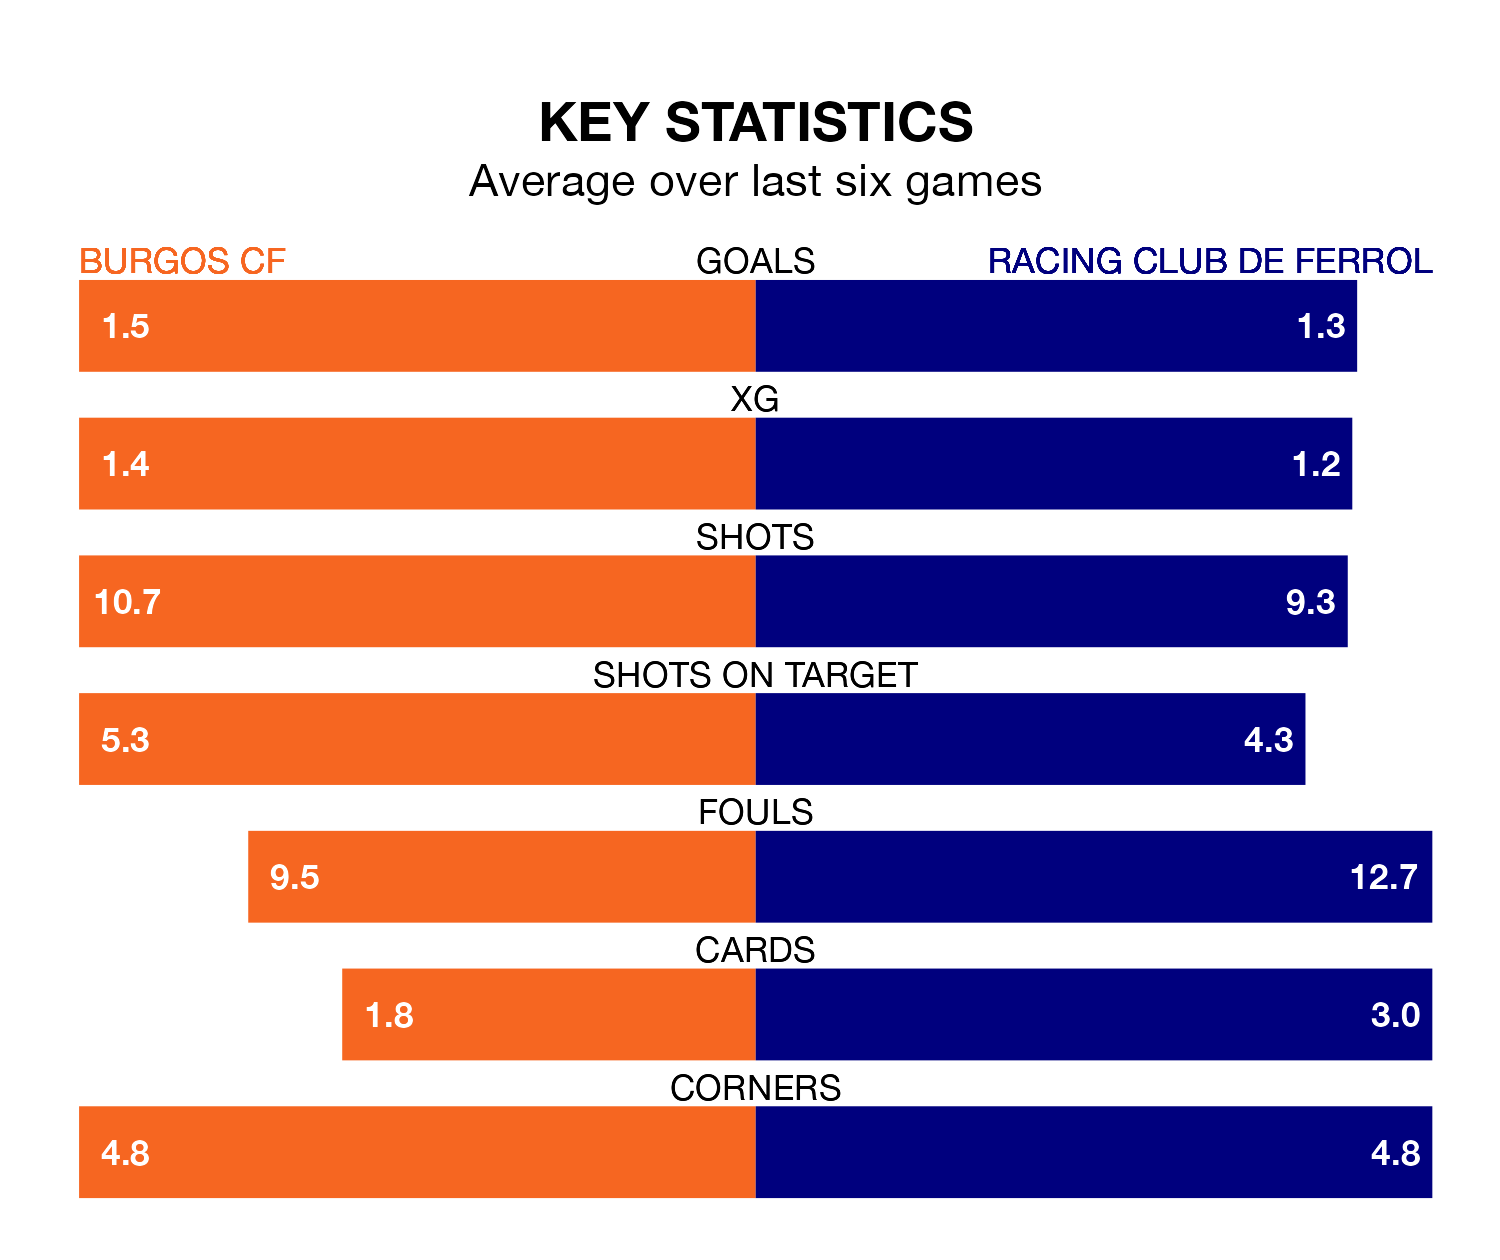 KEY STATISTICS
Average over last six games
BURGOS CF GOALS RACING CLUB DE FERROL
1.5 1.3
XG
1.4 1.2
SHOTS
10.7 9.3
SHOTS ON TARGET
5.3 4.3
FOULS
9.5 12.7
CARDS
1.8 3.0
CORNERS
4.8 4.8